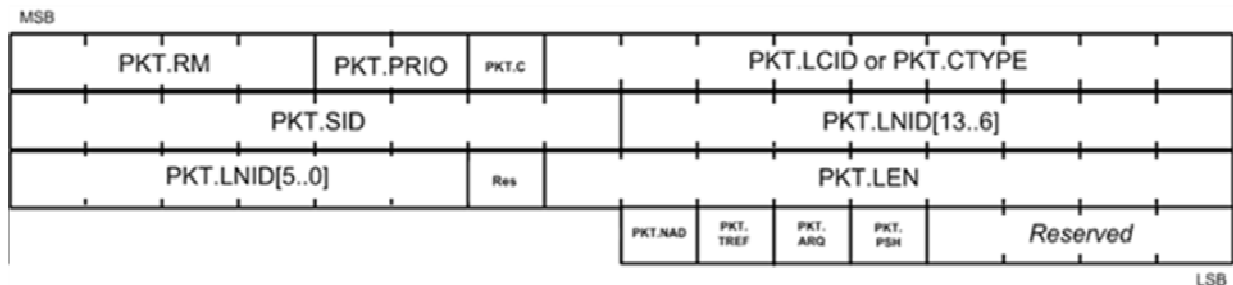 MSB
PKT.RM PKT.PRIO PKT.C PKT.LCID or PKT.CTYPE
PKT.SID PKT.LNID[13..6]
PKT.LNID[5..0] Res PKT.LEN
PKT.NAD PKT. TREF PKT. ARQ PKT. PSH Reserved
LSB